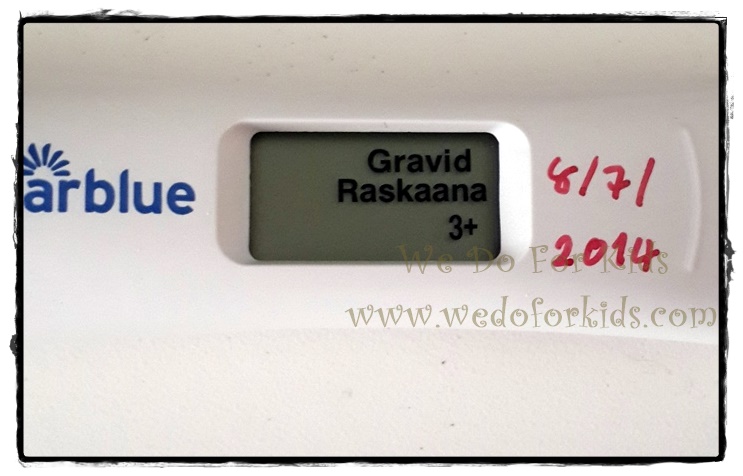 arblue
Gravid
Raskaana
3+
8/7/
2014
We Do For Kids
www.wedoforkids.com